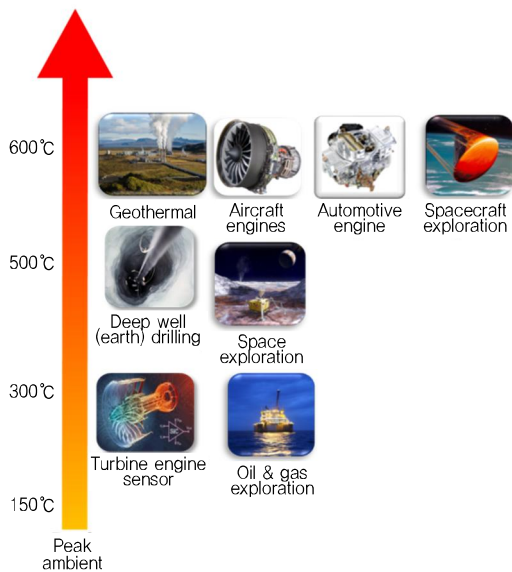 600℃
Geothermal
Aircraft
engines
Automotive
engine
Spacecraft
exploration
500℃
Deep well
(earth) drilling
Space
exploration
300℃
Turbine engine
sensor
Oil & gas
exploration
150℃
Peak
ambient